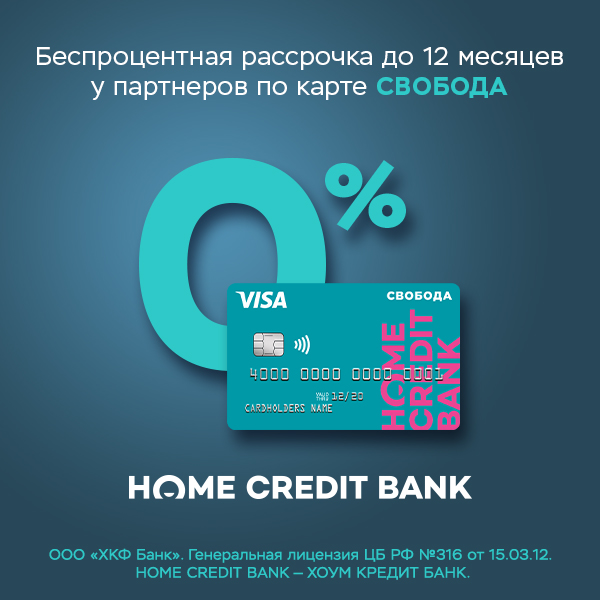 Беспроцентная рассрочка до 12 месяцев
у партнеров по карте СВОБОДА
0%
VISA
СВОБОДА
HOME
CREDIT
BANK
4000 0000 0000 0001
VALID
THRU 12/20
CARDHOLDERS NAME
HOME CREDIT BANK
ООО «ХКФ Банк». Генеральная лицензия ЦБ РФ №316 от 15.03.12.
HOME CREDIT BANK – ХОУМ КРЕДИТ БАНК.